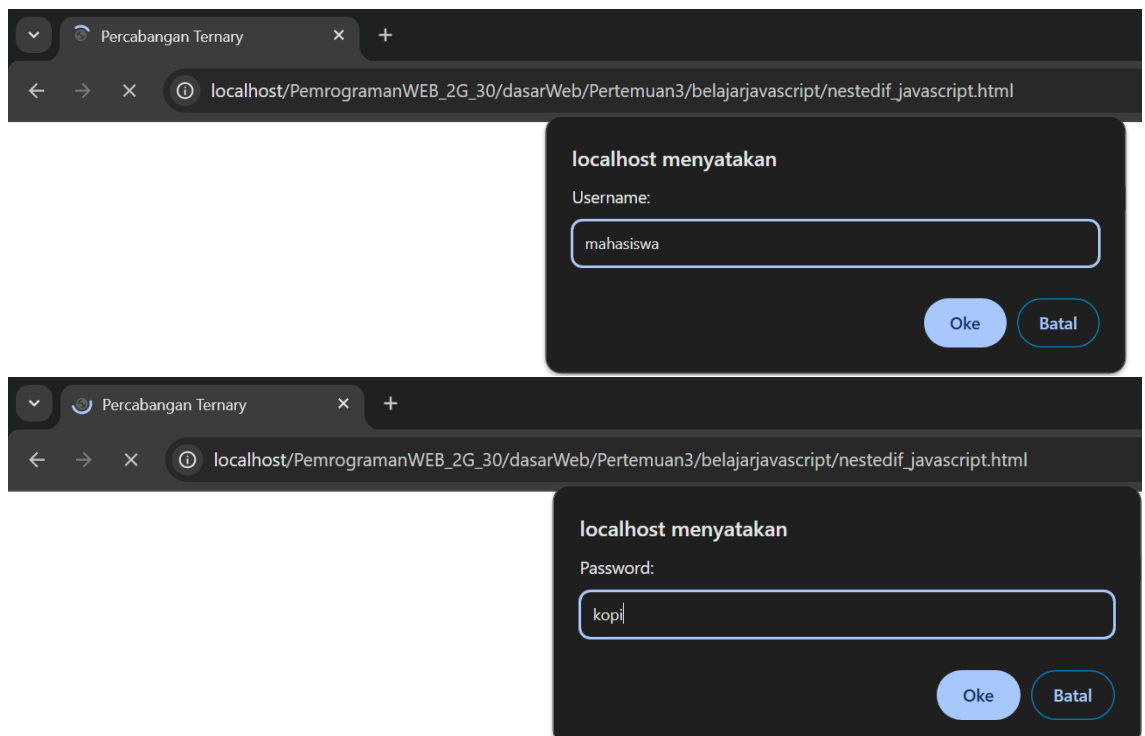 Percabangan Ternary
localhost/PemrogramanWEB_2G_30/dasarWeb/Pertemuan3/belajarjavascript/nestedif_javascript.html
localhost menyatakan
Username:
mahasiswa
Oke Batal
Percabangan Ternary
localhost/PemrogramanWEB_2G_30/dasarWeb/Pertemuan3/belajarjavascript/nestedif_javascript.html
localhost menyatakan
Password:
kopi
Oke Batal